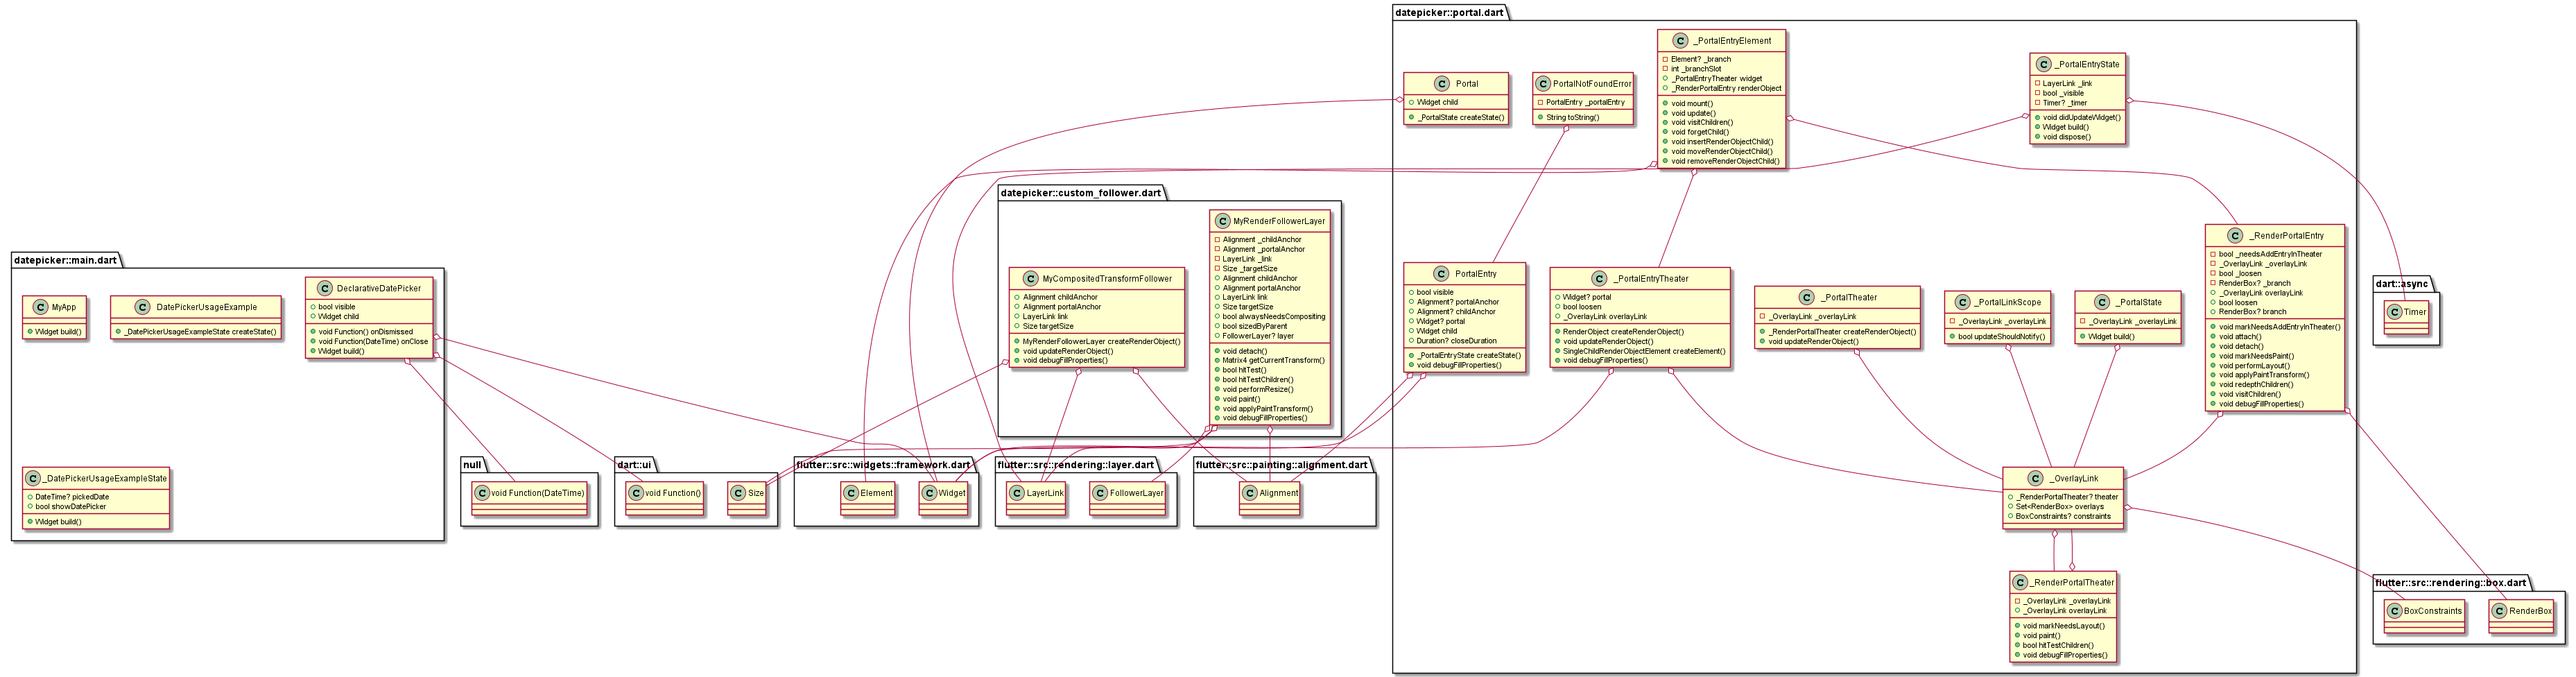 datepicker::main.dart
C MyApp
Widget build()
C DatePickerUsageExample
_DatePickerUsageExampleState createState()
C DeclarativeDatePicker
bool visible
Widget child
void Function() onDismissed
void Function(DateTime) onClose
Widget build()
C _DatePickerUsageExampleState
DateTime? pickedDate
bool showDatePicker
Widget build()
null
C void Function(DateTime)
dart::ui
C void Function()
C Size
flutter::src::widgets::framework.dart
C Element
C Widget
datepicker::custom_follower.dart
C MyCompositedTransformFollower
Alignment childAnchor
Alignment portalAnchor
LayerLink link
Size targetSize
MyRenderFollowerLayer createRenderObject()
void updateRenderObject()
void debugFillProperties()
C MyRenderFollowerLayer
Alignment _childAnchor
Alignment _portalAnchor
LayerLink _link
Size _targetSize
Alignment childAnchor
Alignment portalAnchor
LayerLink link
Size targetSize
bool alwaysNeedsCompositing
bool sizedByParent
FollowerLayer? layer
void detach()
Matrix4 getCurrentTransform()
bool hitTest()
bool hitTestChildren()
void performResize()
void paint()
void applyPaintTransform()
void debugFillProperties()
flutter::src::rendering::layer.dart
C LayerLink
C FollowerLayer
flutter::src::painting::alignment.dart
C Alignment
datepicker::portal.dart
C Portal
Widget child
_PortalState createState()
C PortalNotFoundError
PortalEntry _portalEntry
String toString()
C _PortalEntryElement
Element? _branch
int _branchSlot
_PortalEntryTheater widget
_RenderPortalEntry renderObject
void mount()
void update()
void visitChildren()
void forgetChild()
void insertRenderObjectChild()
void moveRenderObjectChild()
void removeRenderObjectChild()
C _PortalEntryState
LayerLink _link
bool _visible
Timer? _timer
void didUpdateWidget()
Widget build()
void dispose()
C PortalEntry
bool visible
Alignment? portalAnchor
Alignment? childAnchor
Widget? portal
Widget child
Duration? closeDuration
_PortalEntryState createState()
void debugFillProperties()
C _PortalEntryTheater
Widget? portal
bool loosen
_OverlayLink overlayLink
RenderObject createRenderObject()
void updateRenderObject()
SingleChildRenderObjectElement createElement()
void debugFillProperties()
C _PortalTheater
_OverlayLink _overlayLink
_RenderPortalTheater createRenderObject()
void updateRenderObject()
C _PortalLinkScope
_OverlayLink _overlayLink
bool updateShouldNotify()
C _PortalState
_OverlayLink _overlayLink
Widget build()
C _RenderPortalEntry
bool _needsAddEntryInTheater
_OverlayLink _overlayLink
bool _loosen
RenderBox? _branch
_OverlayLink overlayLink
bool loosen
RenderBox? branch
void markNeedsAddEntryInTheater()
void attach()
void detach()
void markNeedsPaint()
void performLayout()
void applyPaintTransform()
void redepthChildren()
void visitChildren()
void debugFillProperties()
C _OverlayLink
_RenderPortalTheater? theater
Set<RenderBox> overlays
BoxConstraints? constraints
C _RenderPortalTheater
_OverlayLink _overlayLink
_OverlayLink overlayLink
void markNeedsLayout()
void paint()
bool hitTestChildren()
void debugFillProperties()
dart::async
C Timer
flutter::src::rendering::box.dart
C BoxConstraints
C RenderBox